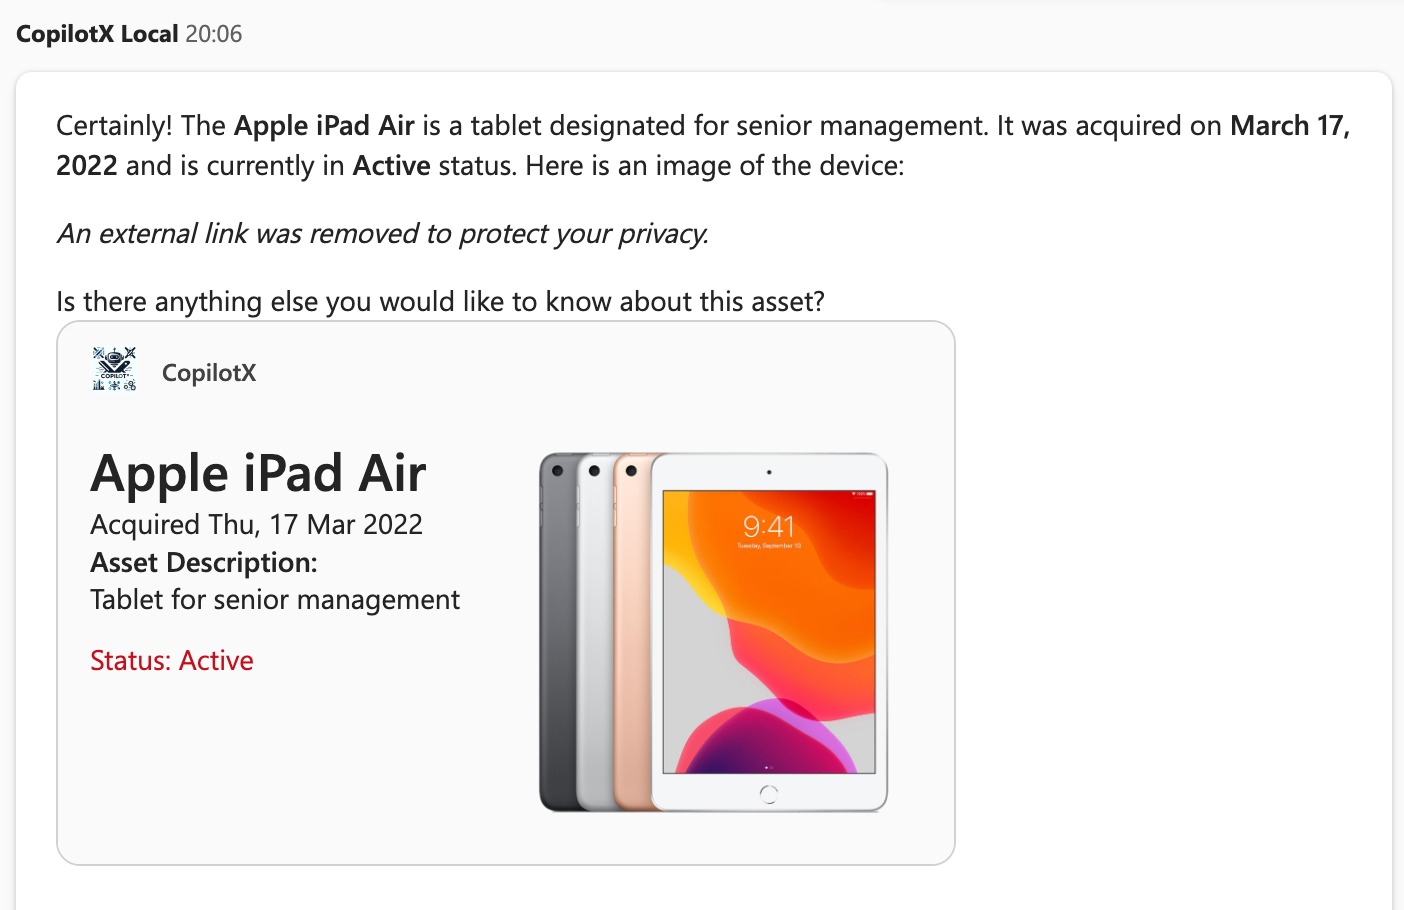 CopilotX Local 20:06
Certainly! The Apple iPad Air is a tablet designated for senior management. It was acquired on March 17,
2022 and is currently in Active status. Here is an image of the device:
An external link was removed to protect your privacy.
Is there anything else you would like to know about this asset?
COPILOT
CopilotX
Apple iPad Air
Acquired Thu, 17 Mar 2022
Asset Description:
Tablet for senior management
Status: Active
100%
9:41
Tuesday, September 10